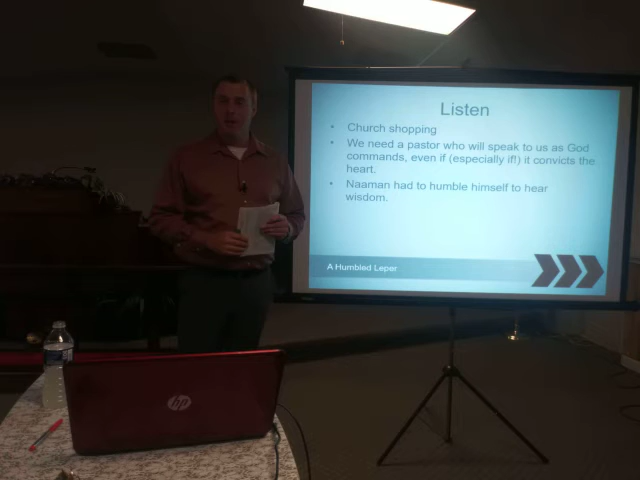 Listen
• Church shopping
• We need a pastor who will speak to us as God
commands, even if (especially if!) it convicts the
heart.
• Naaman had to humble himself to hear
wisdom.
A Humbled Leper
hp